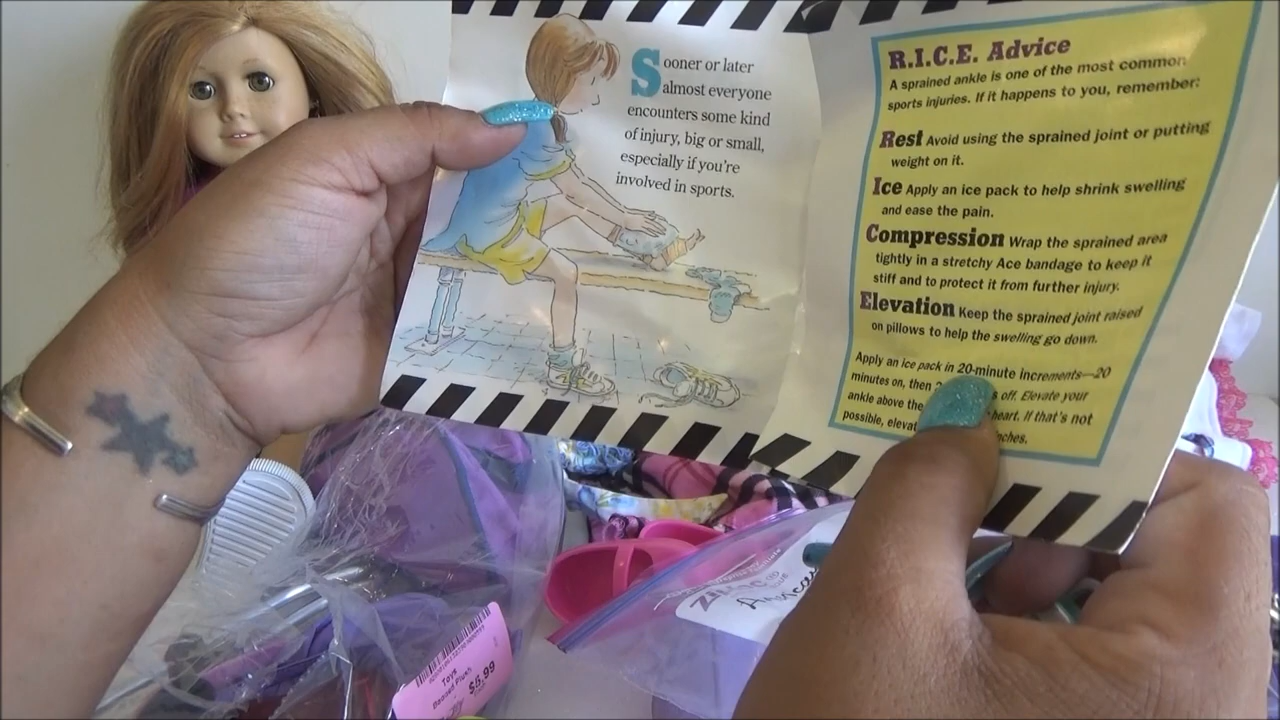 Sooner or later
almost everyone
encounters some kind
of injury, big or small,
especially if you're
involved in sports.
R.I.C.E. Advice
A sprained ankle is one of the most common
sports injuries. If it happens to you, remember:
Rest Avoid using the sprained joint or putting
weight on it.
Ice Apply an ice pack to help shrink swelling
and ease the pain.
Compression Wrap the sprained area
tightly in a stretchy Ace bandage to keep it
stiff and to protect it from further injury.
Elevation Keep the sprained joint raised
on pillows to help the swelling go down.
Apply an ice pack in 20-minute increments—20
minutes on, then off. Elevate your
ankle above the heart. If that's not
possible,
Toys
Bagged Plush
$5.99